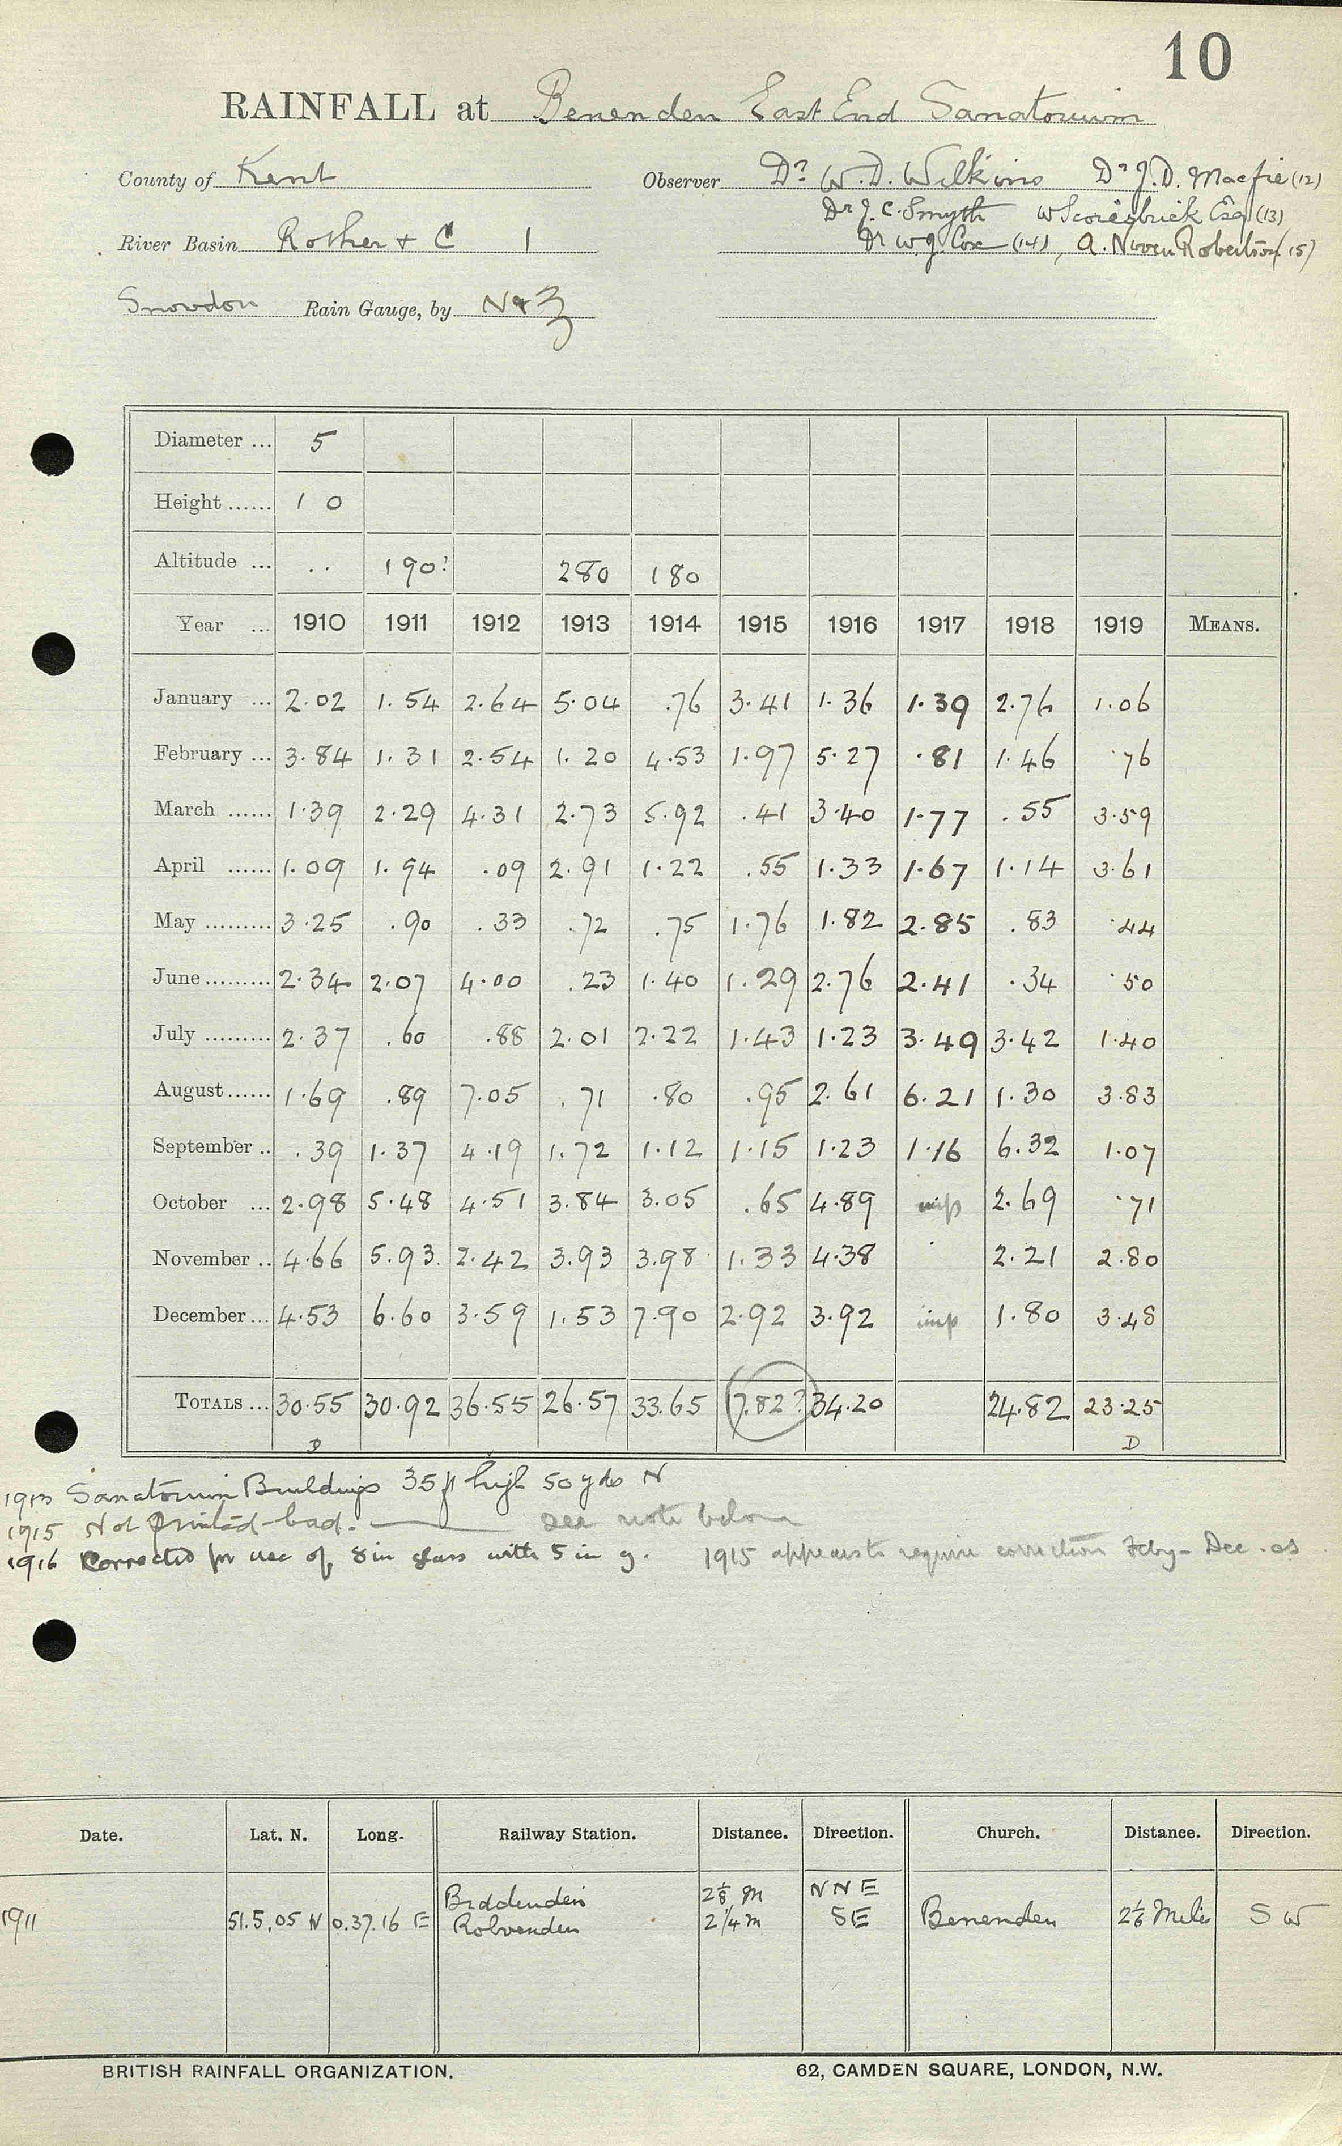 10
RAINFALL at Benenden East End Sanatorium
County of Kent Observer Dr W.D. Wilkins Dr J.D. Macfie (12)
Dr J.C. Smyth W Scoresbrick Esq (13)
River Basin Rother & C 1 Dr W.J. Cox (14), A. Niven Robertson (15)
Snowdon Rain Gauge, by N & Z
Diameter ... 5
Height ...... 1 0
Altitude ... .. 190? 280 180
Year ... 1910 1911 1912 1913 1914 1915 1916 1917 1918 1919 MEANS.
January ... 2.02 1.54 2.64 5.04 .76 3.41 1.36 1.39 2.76 1.06
February ... 3.84 1.31 2.54 1.20 4.53 1.97 5.27 .81 1.46 .76
March ...... 1.39 2.29 4.31 2.73 5.92 .41 3.40 1.77 .55 3.59
April ...... 1.09 1.94 .09 2.91 1.22 .55 1.33 1.67 1.14 3.61
May ......... 3.25 .90 .33 .72 .75 1.76 1.82 2.85 .83 .44
June ......... 2.34 2.07 4.00 .23 1.40 1.29 2.76 2.41 .34 .50
July ......... 2.37 .60 .88 2.01 2.22 1.43 1.23 3.49 3.42 1.40
August ...... 1.69 .89 7.05 .71 .80 .95 2.61 6.21 1.30 3.83
September .. .39 1.37 4.19 1.72 1.12 1.15 1.23 1.16 6.32 1.07
October ... 2.98 5.48 4.51 3.84 3.05 .65 4.89 imp 2.69 .71
November .. 4.66 5.93 2.42 3.93 3.98 1.33 4.38 2.21 2.80
December ... 4.53 6.60 3.59 1.53 7.90 2.92 3.92 imp 1.80 3.48
TOTALS ... 30.55 30.92 36.55 26.57 33.65 17.82? 34.20 24.82 23.25
D D
1913 Sanatorium Buildings 35 ft high 50 yds N
1915 Not printed bad. see note below
1916 Corrected for use of 8 in glass with 5 in g. 1915 appears to require correction Feby - Dec. as
Date. Lat. N. Long. Railway Station. Distance. Direction. Church. Distance. Direction.
Biddenden 2⅛ m NNE
1911 51.5.05 N 0.37.16 E Rolvenden 2¼ m SE Benenden 2⅛ Miles SW
BRITISH RAINFALL ORGANIZATION. 62, CAMDEN SQUARE, LONDON, N.W.